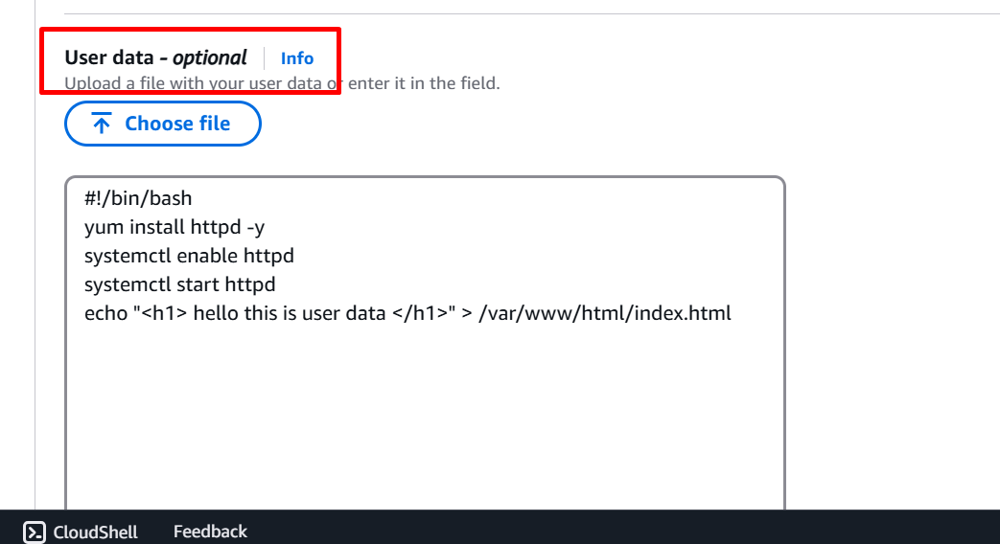 User data - optional Info
Upload a file with your user data or enter it in the field.
Choose file
#!/bin/bash
yum install httpd -y
systemctl enable httpd
systemctl start httpd
echo "<h1> hello this is user data </h1>" > /var/www/html/index.html
CloudShell Feedback